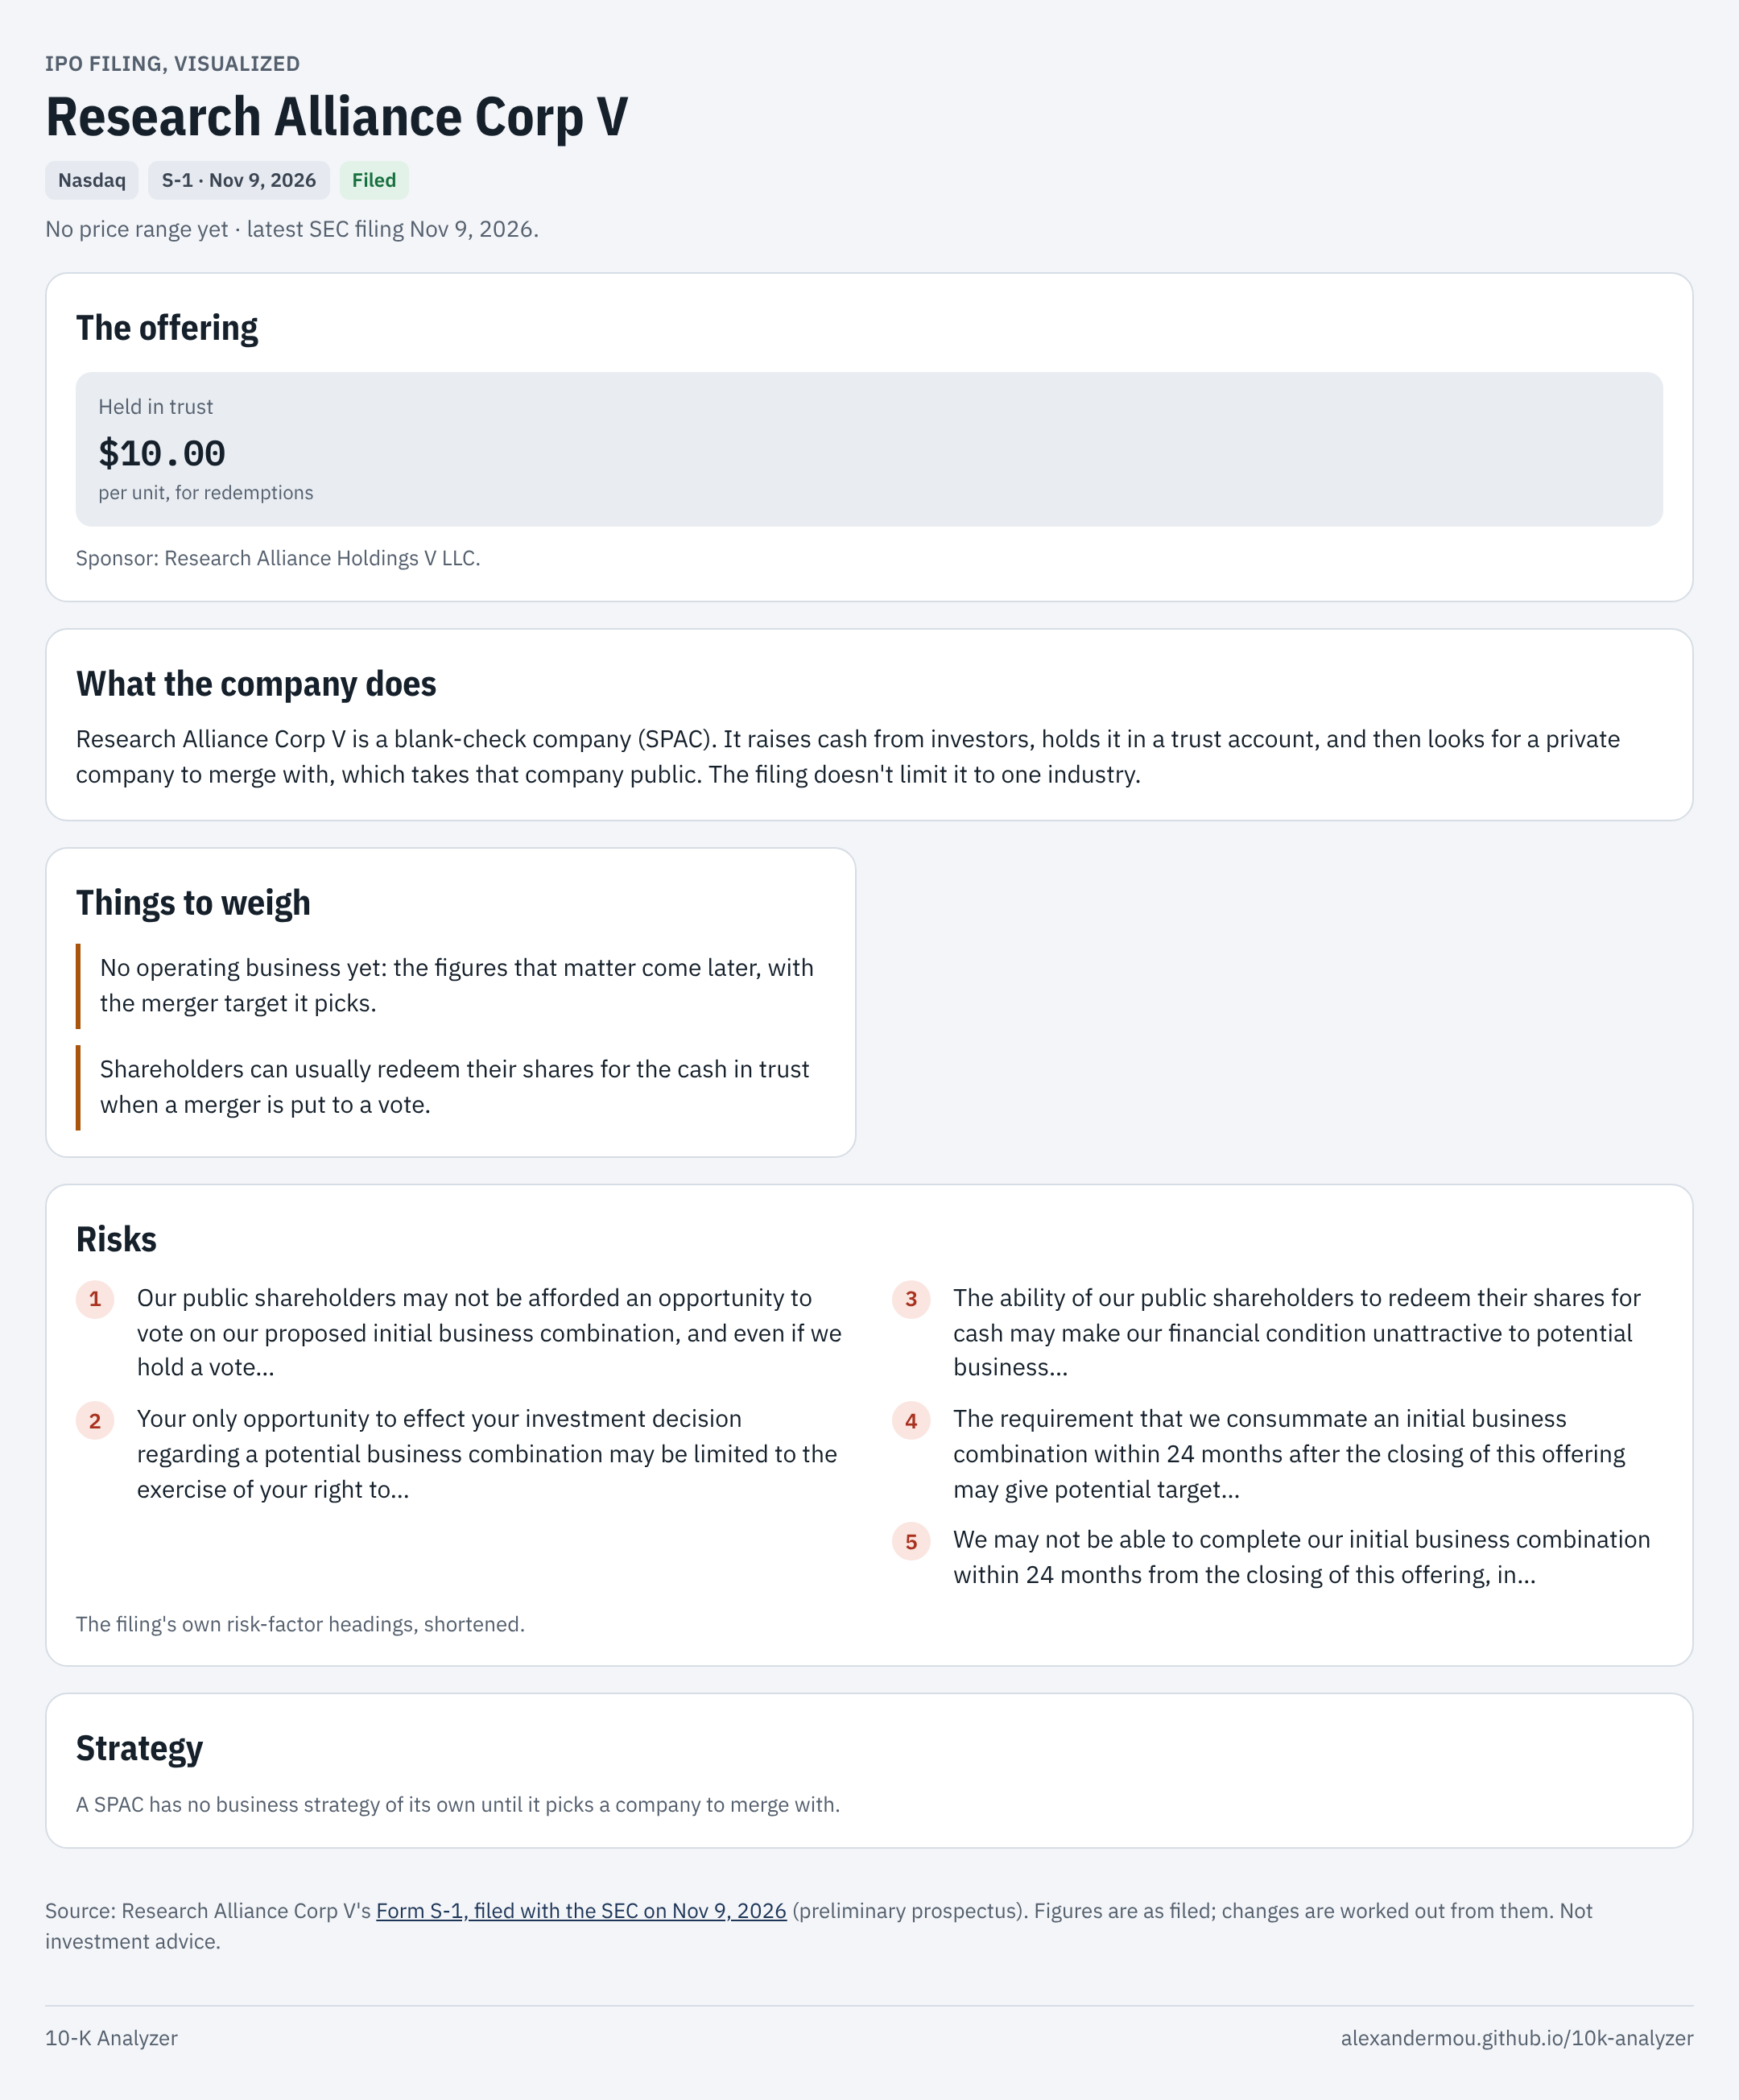 IPO FILING, VISUALIZED
Research Alliance Corp V
Nasdaq
S-1 · Nov 9, 2026
Filed
No price range yet · latest SEC filing Nov 9, 2026.
The offering
Held in trust
$10.00
per unit, for redemptions
Sponsor: Research Alliance Holdings V LLC.
What the company does
Research Alliance Corp V is a blank-check company (SPAC). It raises cash from investors, holds it in a trust account, and then looks for a private
company to merge with, which takes that company public. The filing doesn't limit it to one industry.
Things to weigh
No operating business yet: the figures that matter come later, with
the merger target it picks.
Shareholders can usually redeem their shares for the cash in trust
when a merger is put to a vote.
Risks
1
Our public shareholders may not be afforded an opportunity to
vote on our proposed initial business combination, and even if we
hold a vote...
2
Your only opportunity to effect your investment decision
regarding a potential business combination may be limited to the
exercise of your right to...
3
The ability of our public shareholders to redeem their shares for
cash may make our financial condition unattractive to potential
business...
4
The requirement that we consummate an initial business
combination within 24 months after the closing of this offering
may give potential target...
5
We may not be able to complete our initial business combination
within 24 months from the closing of this offering, in...
The filing's own risk-factor headings, shortened.
Strategy
A SPAC has no business strategy of its own until it picks a company to merge with.
Source: Research Alliance Corp V's Form S-1, filed with the SEC on Nov 9, 2026 (preliminary prospectus). Figures are as filed; changes are worked out from them. Not
investment advice.
10-K Analyzer
alexandermou.github.io/10k-analyzer